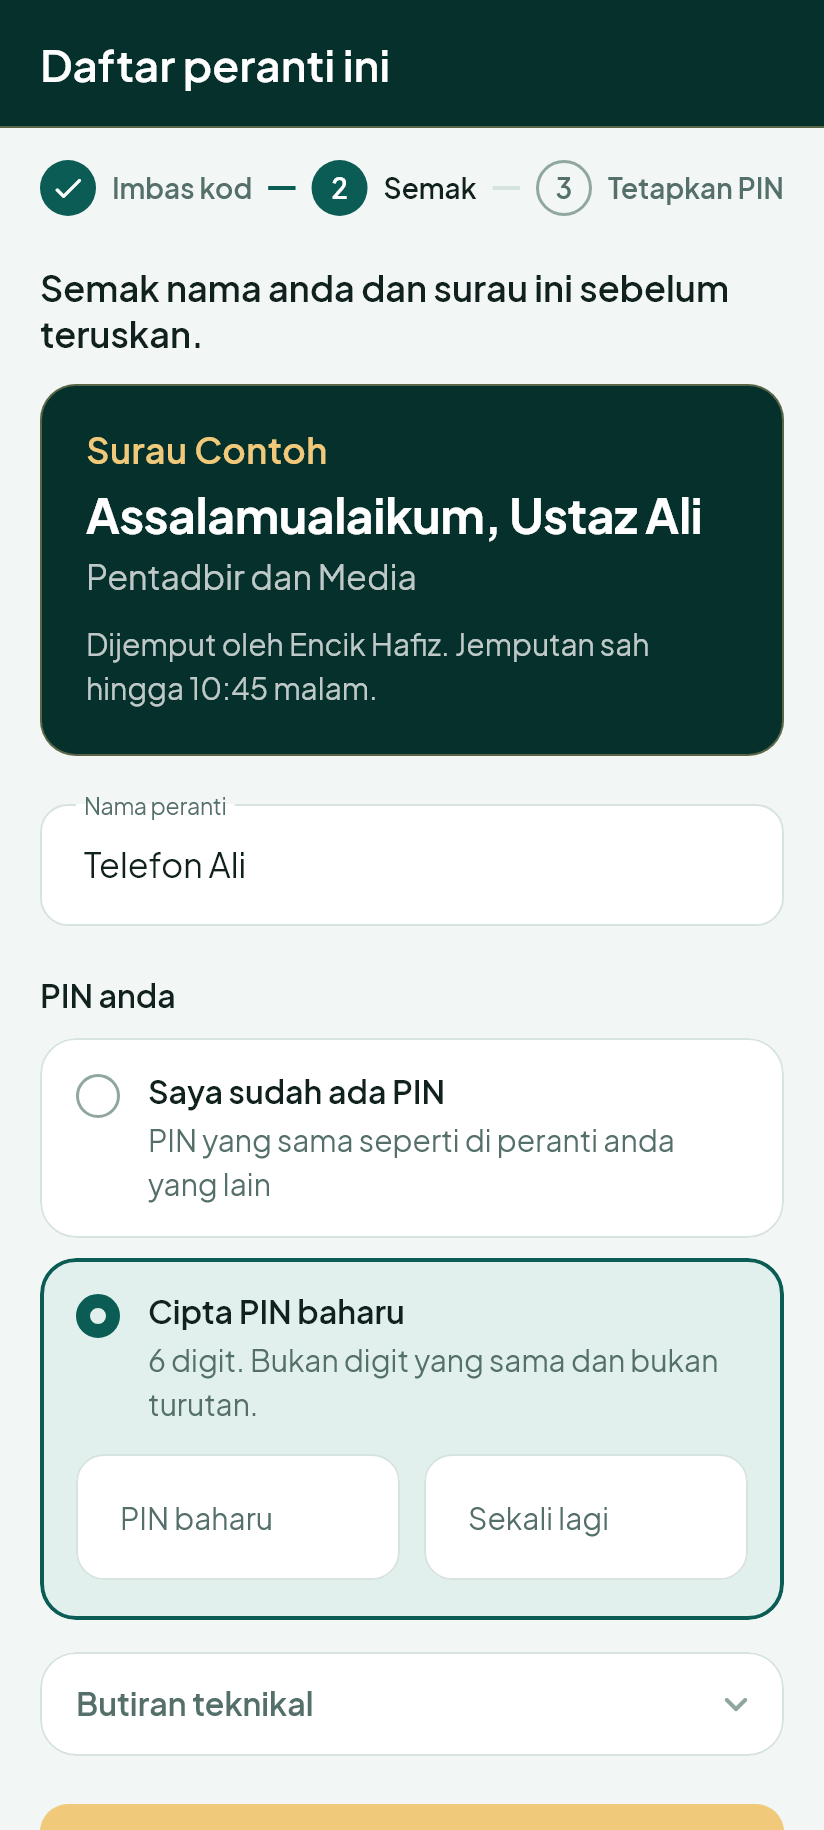 Daftar peranti ini
Imbas kod
2
Semak
3
Tetapkan PIN
Semak nama anda dan surau ini sebelum
teruskan.
Surau Contoh
Assalamualaikum, Ustaz Ali
Pentadbir dan Media
Dijemput oleh Encik Hafiz. Jemputan sah
hingga 10:45 malam.
Nama peranti
Telefon Ali
PIN anda
Saya sudah ada PIN
PIN yang sama seperti di peranti anda
yang lain
Cipta PIN baharu
6 digit. Bukan digit yang sama dan bukan
turutan.
PIN baharu
Sekali lagi
Butiran teknikal